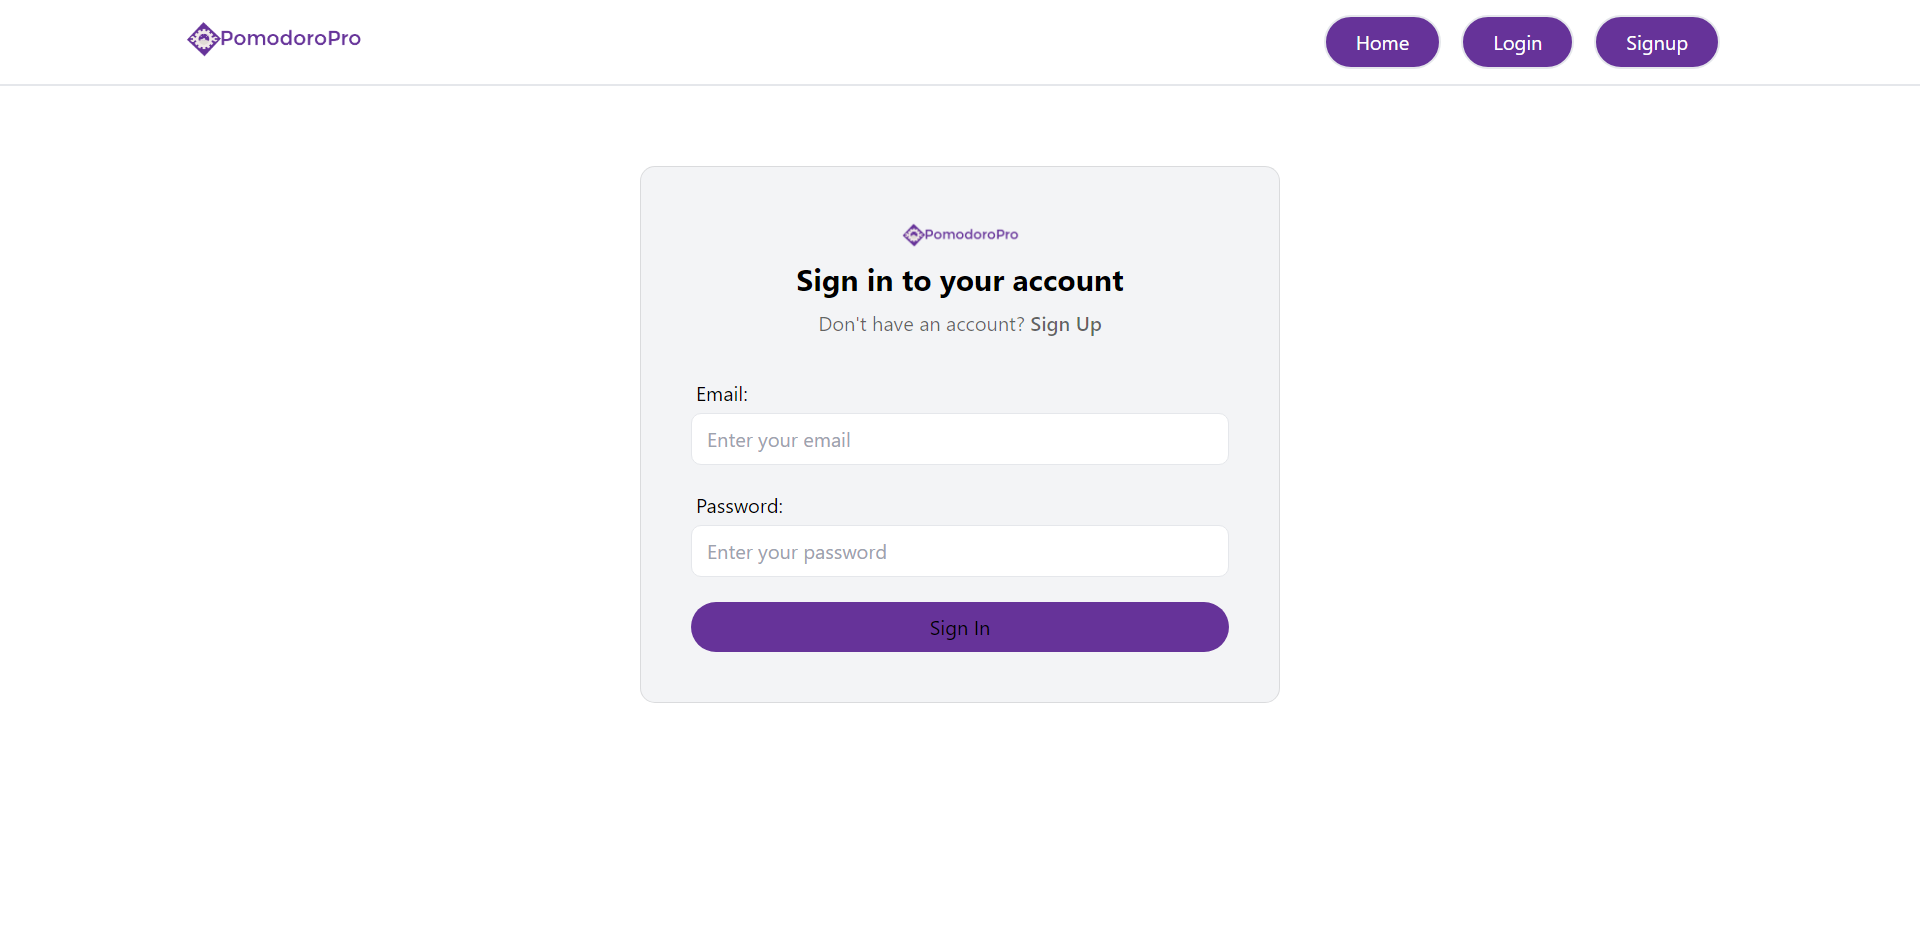 PomodoroPro
Home Login Signup
PomodoroPro
Sign in to your account
Don't have an account? Sign Up
Email:
Enter your email
Password:
Enter your password
Sign In